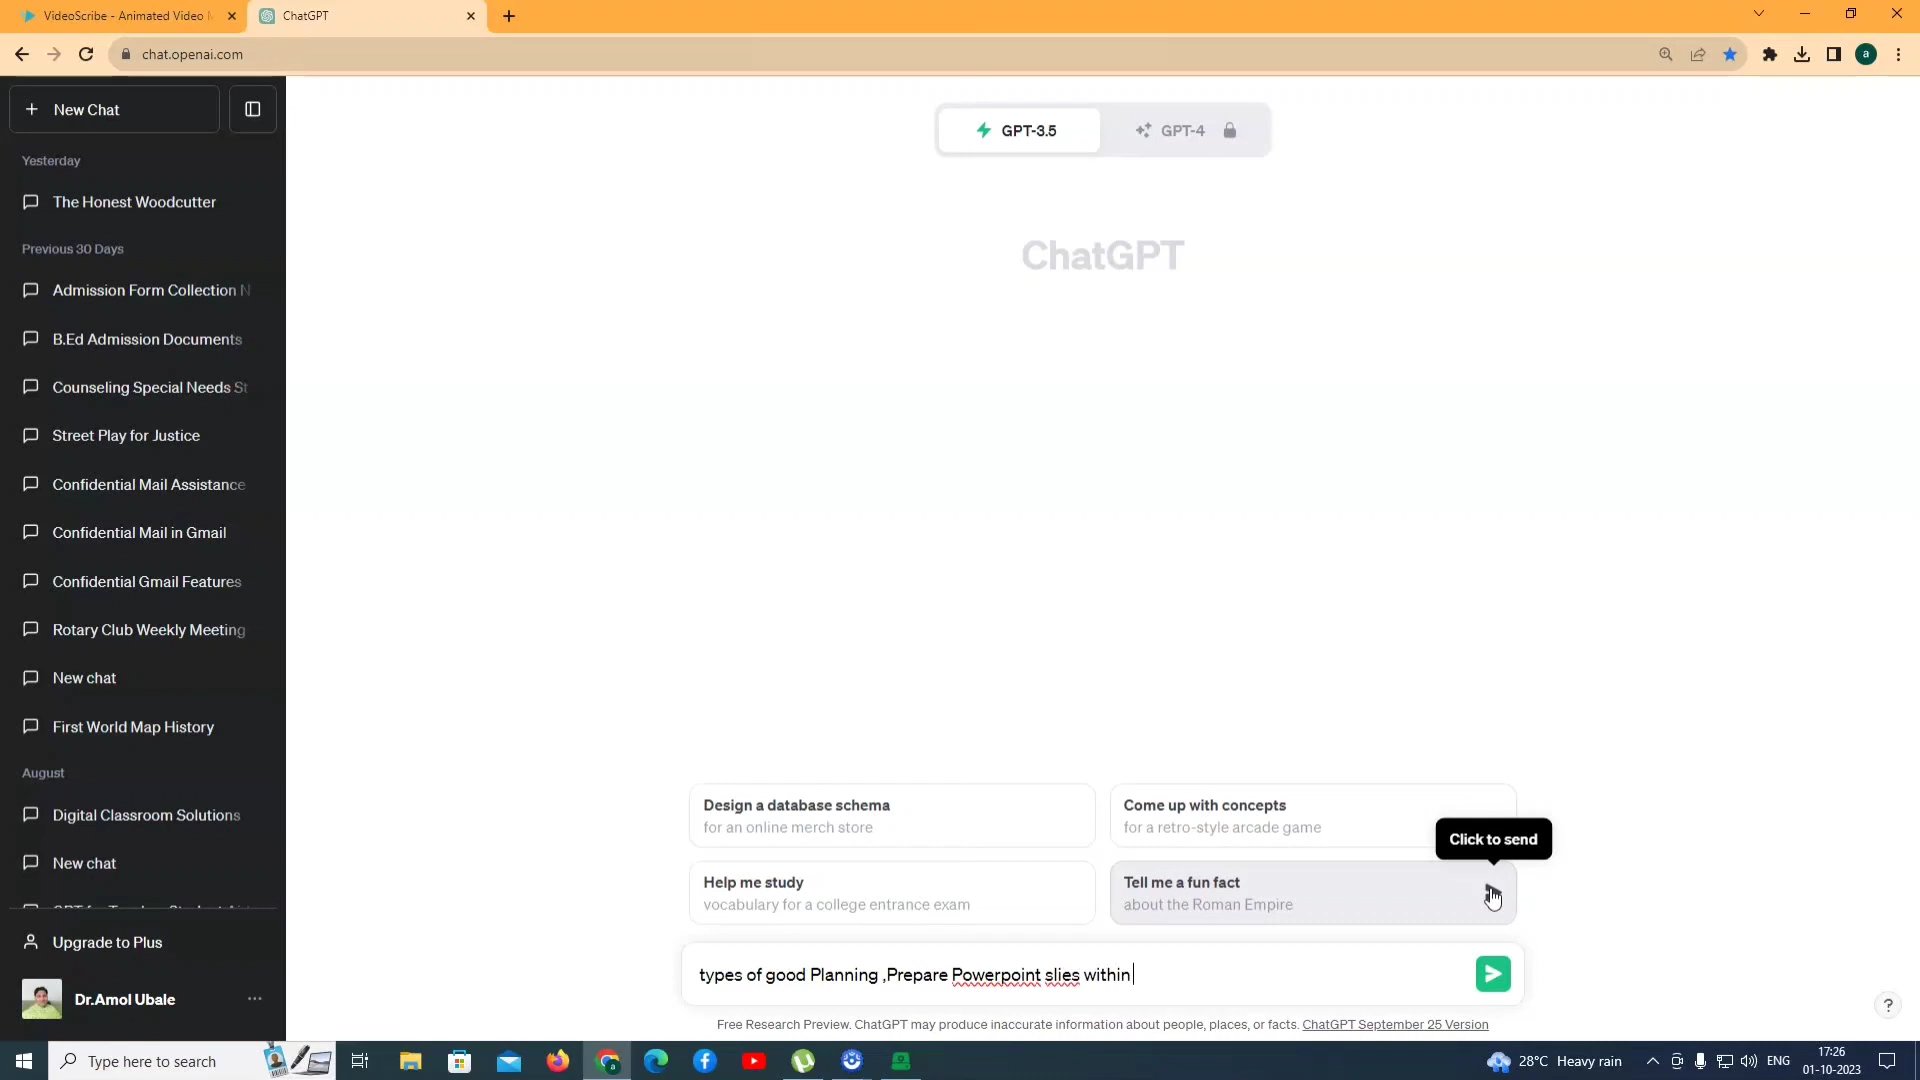 VideoScribe - Animated Video M
ChatGPT
chat.openai.com
a
New Chat
Yesterday
The Honest Woodcutter
Previous 30 Days
Admission Form Collection N
B.Ed Admission Documents
Counseling Special Needs St
Street Play for Justice
Confidential Mail Assistance
Confidential Mail in Gmail
Confidential Gmail Features
Rotary Club Weekly Meeting
New chat
First World Map History
August
Digital Classroom Solutions
New chat
Upgrade to Plus
Dr.Amol Ubale
GPT-3.5
GPT-4
ChatGPT
Design a database schema
for an online merch store
Come up with concepts
for a retro-style arcade game
Click to send
Help me study
vocabulary for a college entrance exam
Tell me a fun fact
about the Roman Empire
types of good Planning ,Prepare Powerpoint slies within
Free Research Preview. ChatGPT may produce inaccurate information about people, places, or facts. ChatGPT September 25 Version
?
Type here to search
28°C Heavy rain
ENG
17:26
01-10-2023